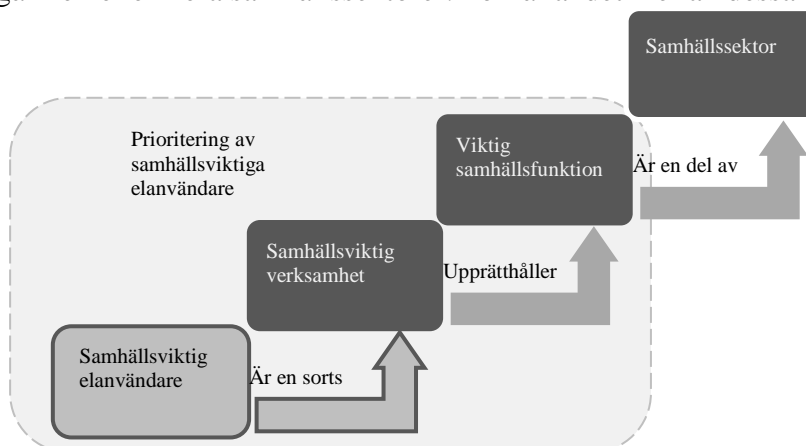 Samhällssektor
Prioritering av
samhällsviktiga
elanvändare
Viktig
samhällsfunktion
Är en del av
Samhällsviktig
verksamhet
Upprätthåller
Samhällsviktig
elanvändare
Är en sorts